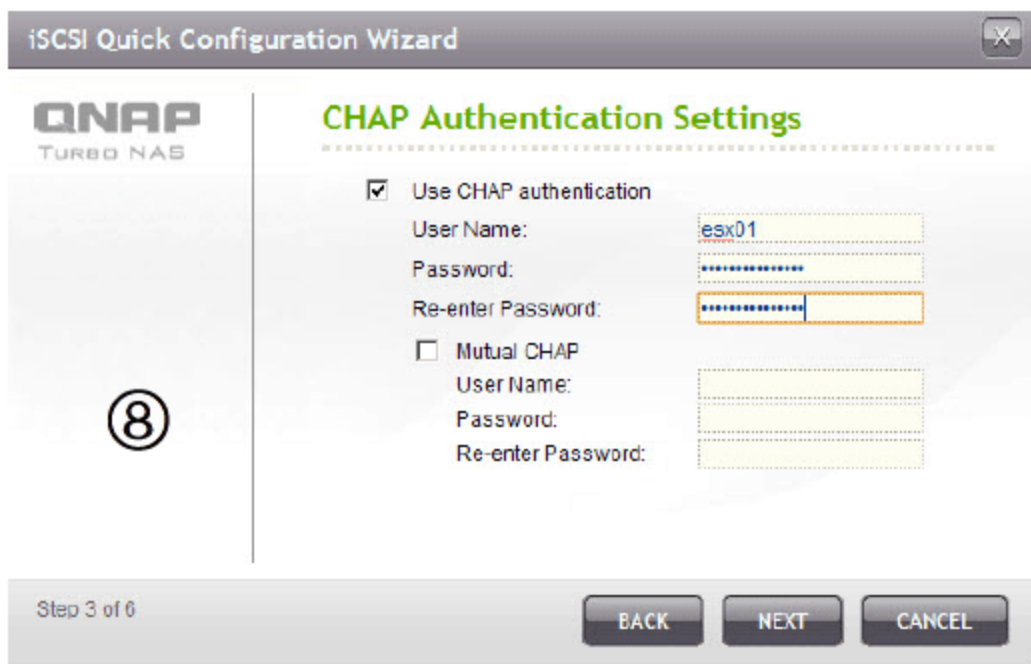 iSCSI Quick Configuration Wizard
QNAP
TURBO NAS
CHAP Authentication Settings
Use CHAP authentication
User Name: esx01
Password: •••••••••••••••
Re-enter Password: •••••••••••••••
Mutual CHAP
User Name:
Password:
Re-enter Password:
⑧
Step 3 of 6
BACK NEXT CANCEL